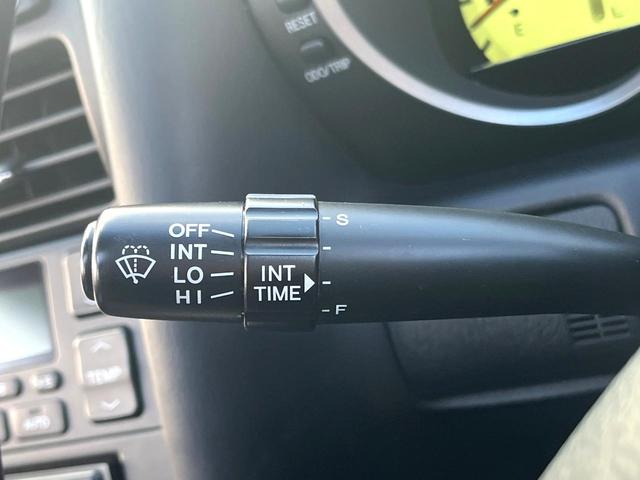 RESET
ODO/TRIP
E
OFF
INT
LO
HI
INT
TIME
S
F
TEMP
AUTO